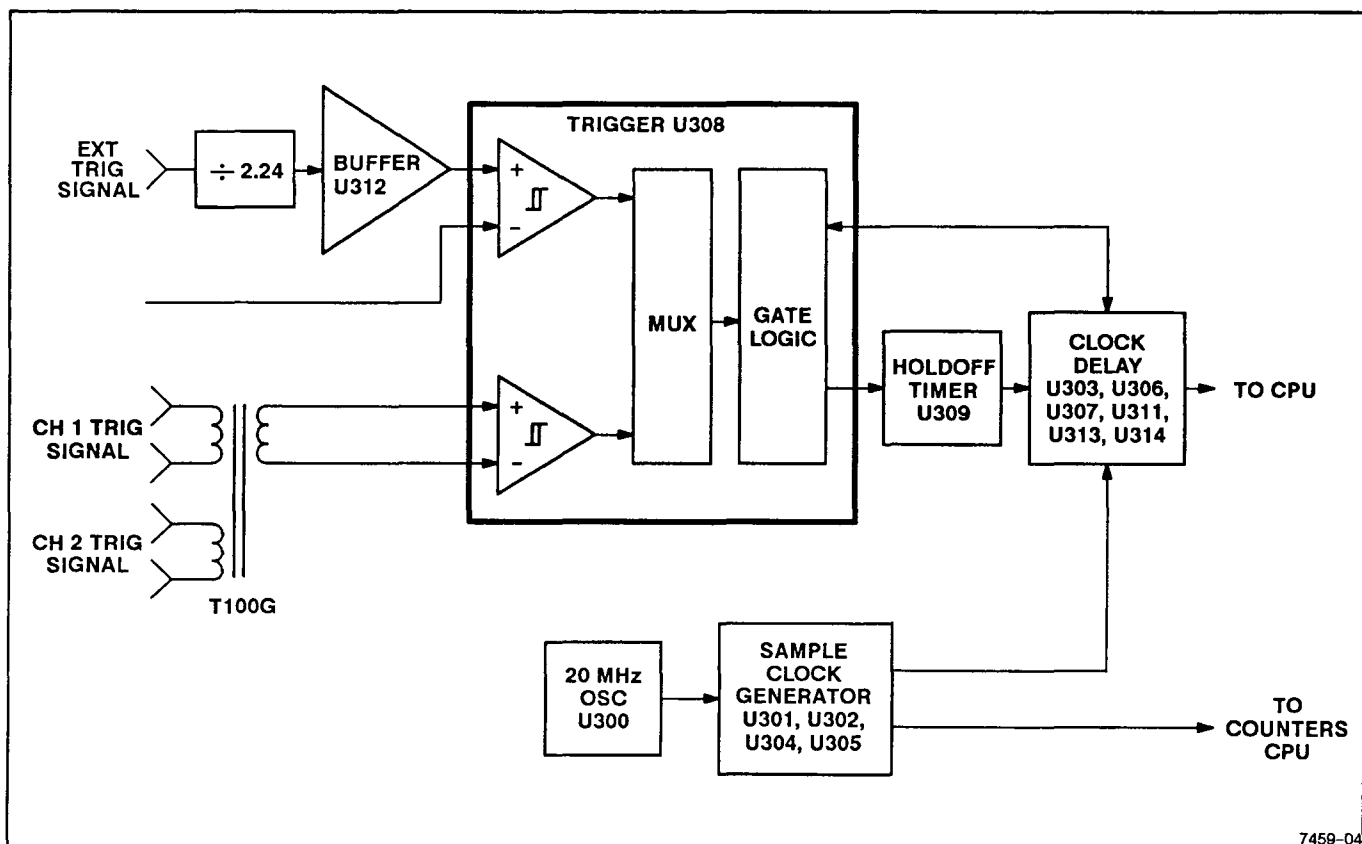 EXT
TRIG
SIGNAL
÷ 2.24
BUFFER
U312
TRIGGER U308
+
−
MUX
GATE
LOGIC
+
−
HOLDOFF
TIMER
U309
CLOCK
DELAY
U303, U306,
U307, U311,
U313, U314
TO CPU
CH 1 TRIG
SIGNAL
CH 2 TRIG
SIGNAL
T100G
20 MHz
OSC
U300
SAMPLE
CLOCK
GENERATOR
U301, U302,
U304, U305
TO
COUNTERS
CPU
7459-04